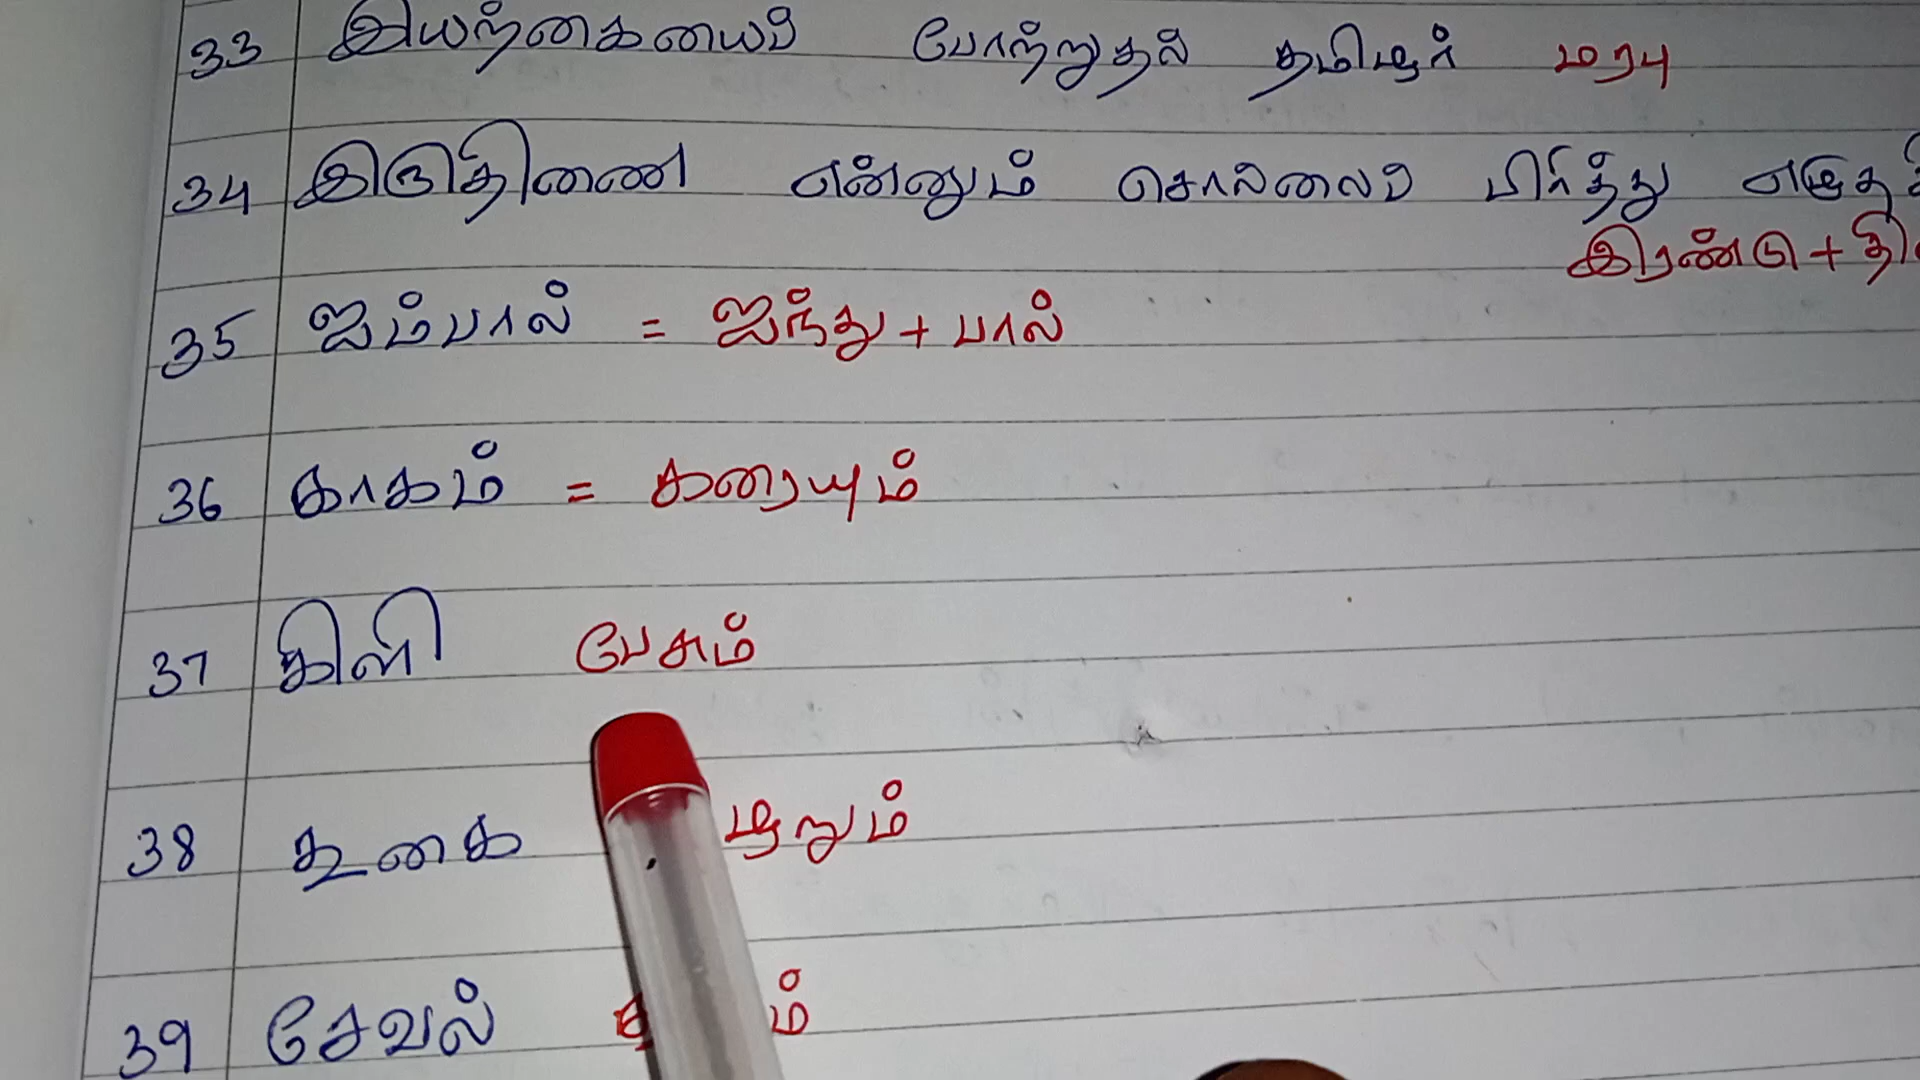 33 இயற்கையைப் போற்றுதல் தமிழர் மரபு
34 இருதிணை என்னும் சொல்லைப் பிரித்து எழுதுக
இரண்டு +
35 ஐம்பால் = ஐந்து + பால்
36 காகம் = கரையும்
37 கிளி பேசும்
38 கூகை
39 சேவல்